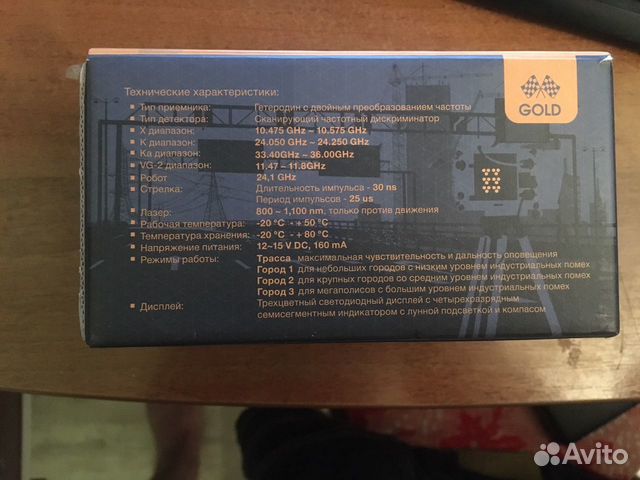 Технические характеристики:
Тип приемника: Гетеродин с двойным преобразованием частоты
Тип детектора: Сканирующий частотный дискриминатор
X диапазон: 10.475 GHz ~ 10.575 GHz
K диапазон: 24.050 GHz ~ 24.250 GHz
Ka диапазон: 33.40GHz ~ 36.00GHz
VG-2 диапазон: 11.47 ~ 11.8GHz
Робот 24,1 GHz
Стрелка: Длительность импульса - 30 ns
Период импульсов - 25 us
Лазер: 800 ~ 1,100 nm, только против движения
Рабочая температура: -20 °C - + 50 °C
Температура хранения: -20 °C - + 80 °C
Напряжение питания: 12~15 V DC, 160 mA
Режимы работы: Трасса максимальная чувствительность и дальность оповещения
Город 1 для небольших городов с низким уровнем индустриальных помех
Город 2 для крупных городов со средним уровнем индустриальных помех
Город 3 для мегаполисов с большим уровнем индустриальных помех
Дисплей: Трехцветный светодиодный дисплей с четырехразрядным
семисегментным индикатором с лунной подсветкой и компасом
GOLD
Avito